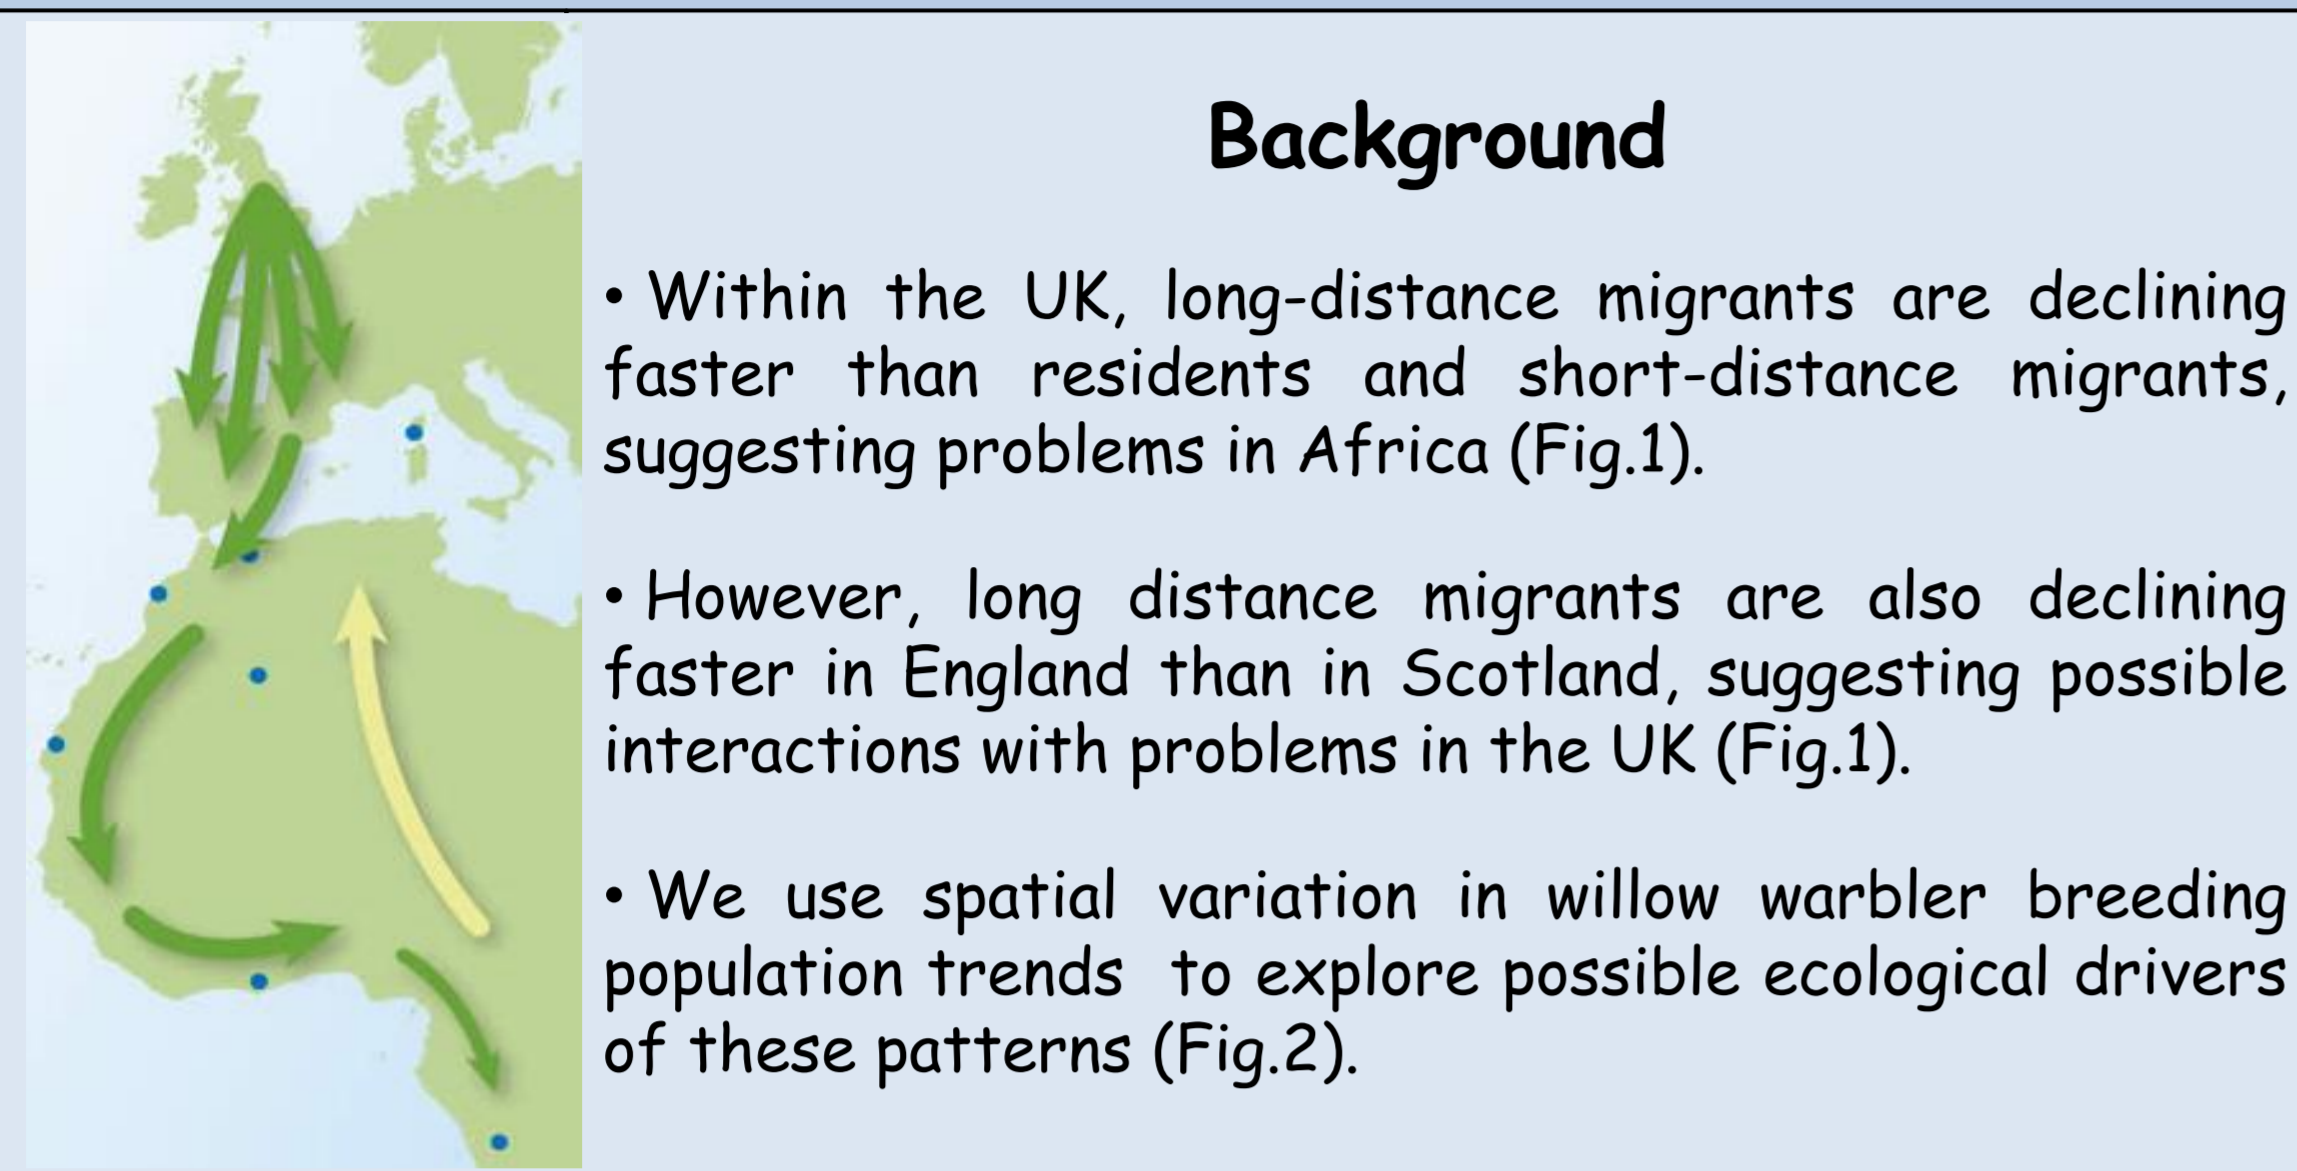 Background
• Within the UK, long-distance migrants are declining
faster than residents and short-distance migrants,
suggesting problems in Africa (Fig.1).
• However, long distance migrants are also declining
faster in England than in Scotland, suggesting possible
interactions with problems in the UK (Fig.1).
• We use spatial variation in willow warbler breeding
population trends to explore possible ecological drivers
of these patterns (Fig.2).